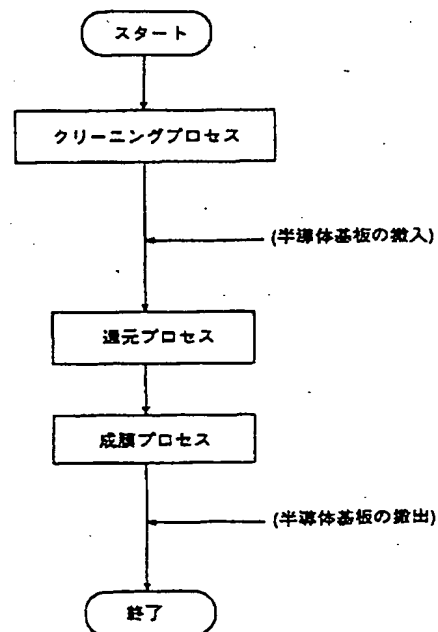 スタート
クリーニングプロセス
(半導体基板の搬入)
還元プロセス
成膜プロセス
(半導体基板の搬出)
終了